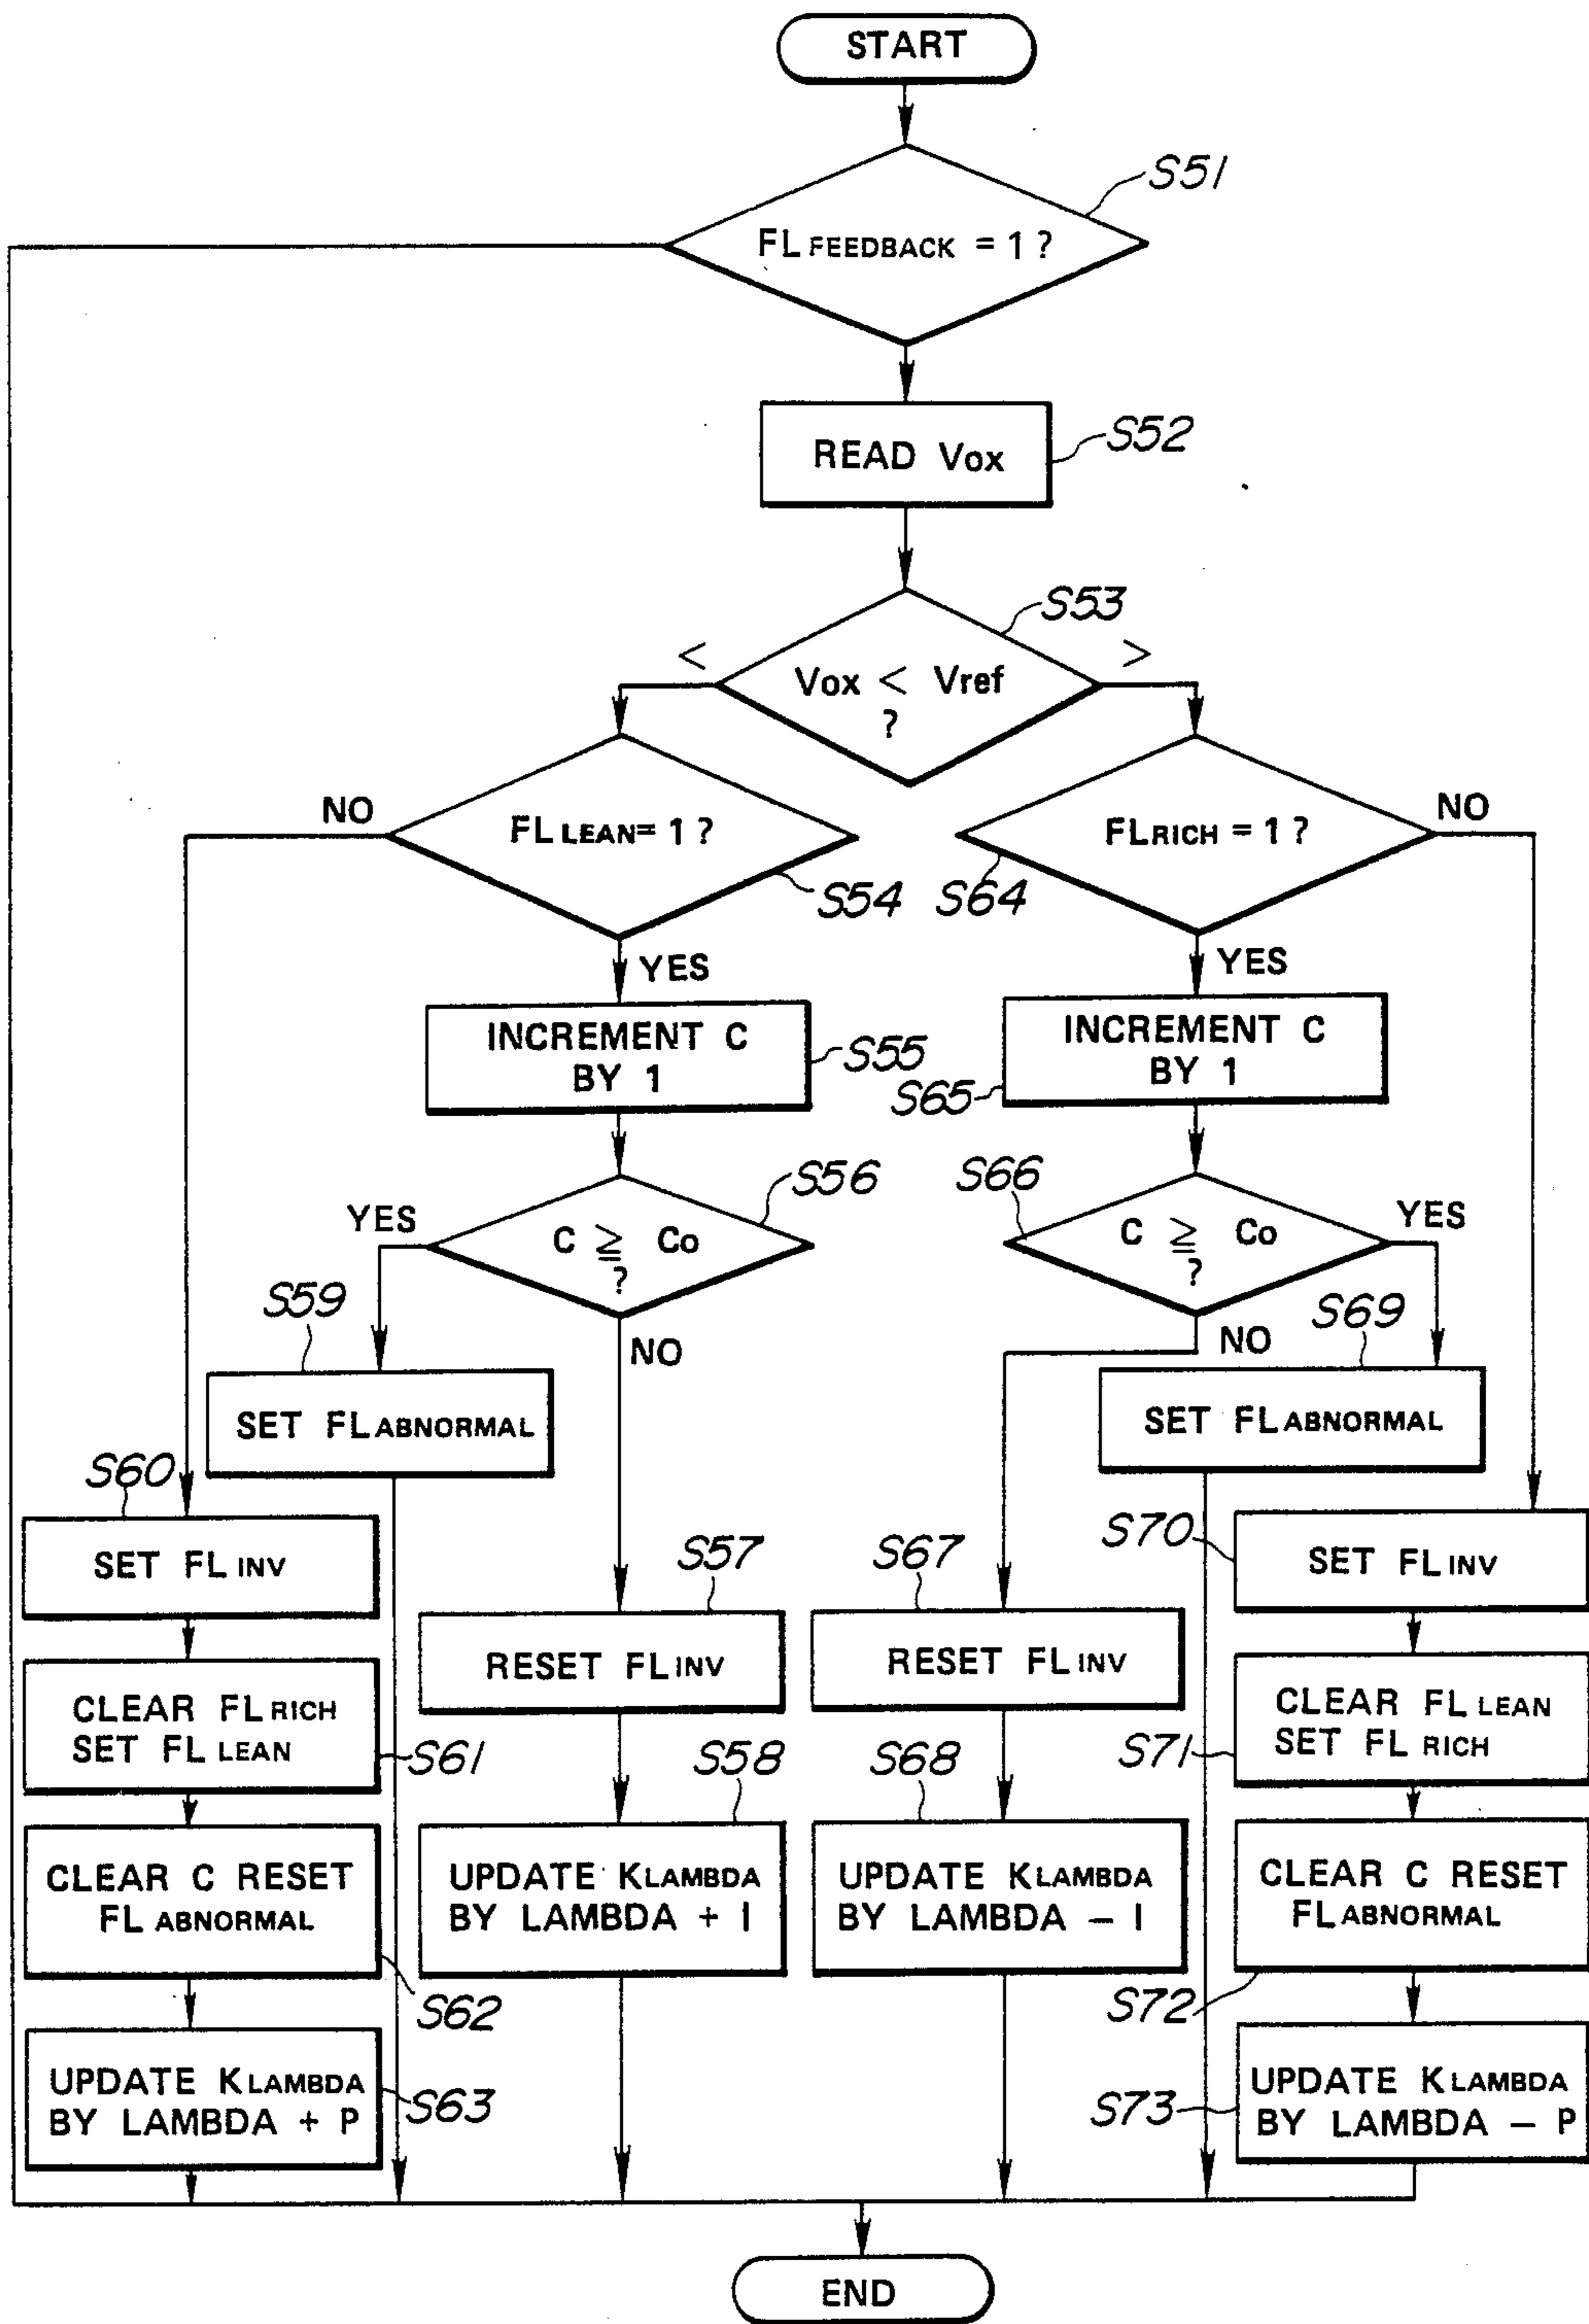 START
S51
FL FEEDBACK = 1 ?
S52
READ Vox
S53
<
>
Vox < Vref
?
NO
FL LEAN = 1 ?
S54
YES
FL RICH = 1 ?
NO
S64
YES
INCREMENT C
BY 1
S55
INCREMENT C
BY 1
S65
S56
YES
C ≧ Co
?
NO
S66
C ≧ Co
?
YES
NO
S59
SET FL ABNORMAL
S69
SET FL ABNORMAL
S60
SET FL INV
S57
RESET FL INV
S67
RESET FL INV
S70
SET FL INV
CLEAR FL RICH
SET FL LEAN
S61
S58
UPDATE KLAMBDA
BY LAMBDA + I
S68
UPDATE KLAMBDA
BY LAMBDA − I
CLEAR FL LEAN
SET FL RICH
S71
CLEAR C RESET
FL ABNORMAL
S62
CLEAR C RESET
FL ABNORMAL
S72
UPDATE KLAMBDA
BY LAMBDA + P
S63
UPDATE KLAMBDA
BY LAMBDA − P
S73
END